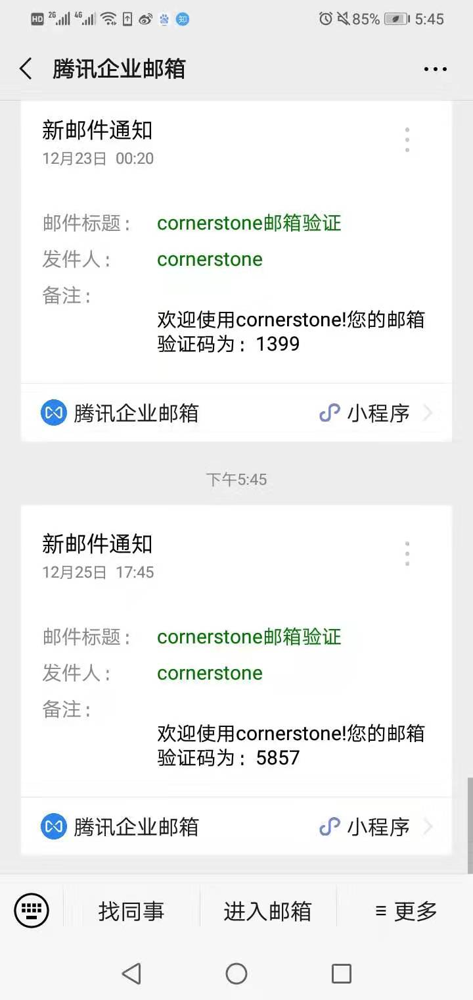 HD 2G 4G 知 85% 5:45
腾讯企业邮箱
新邮件通知
12月23日 00:20
邮件标题: cornerstone邮箱验证
发件人: cornerstone
备注:
欢迎使用cornerstone!您的邮箱
验证码为: 1399
腾讯企业邮箱 小程序
下午5:45
新邮件通知
12月25日 17:45
邮件标题: cornerstone邮箱验证
发件人: cornerstone
备注:
欢迎使用cornerstone!您的邮箱
验证码为: 5857
腾讯企业邮箱 小程序
找同事 进入邮箱 更多